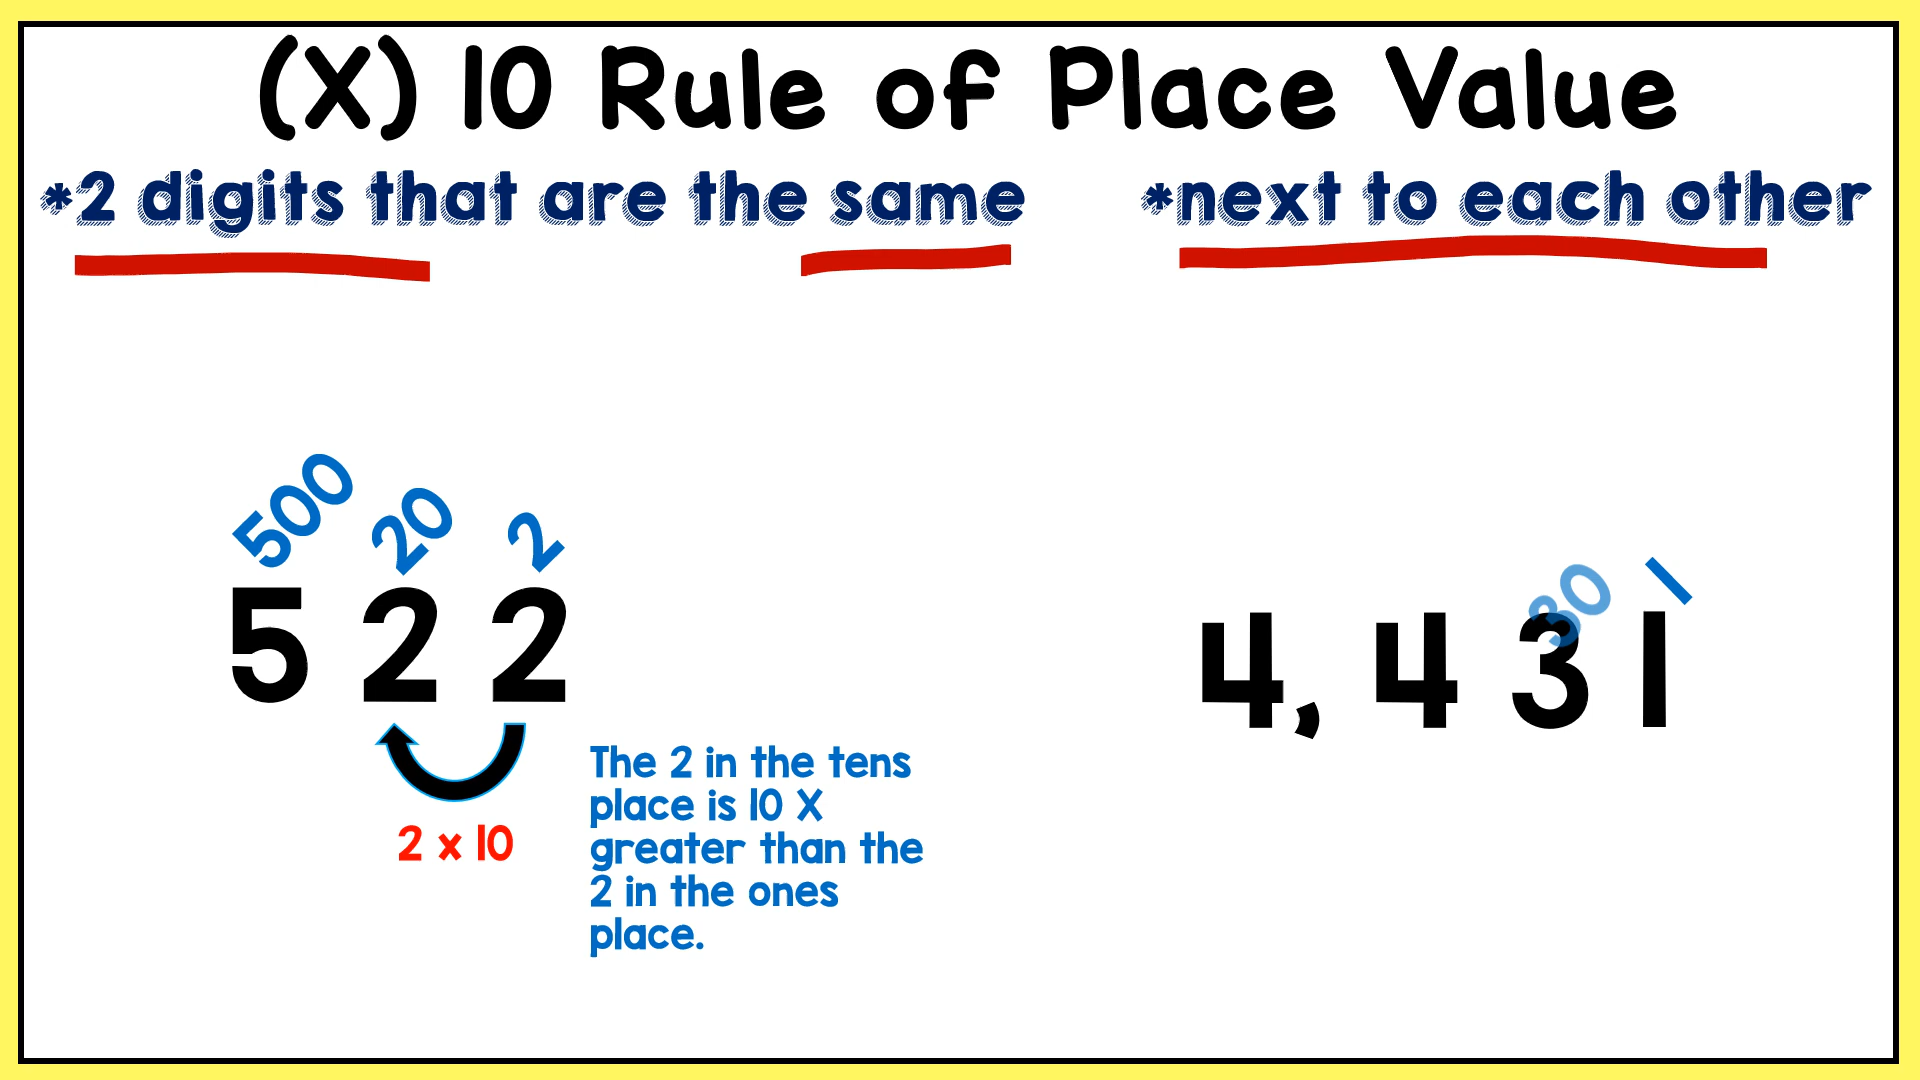 (X) 10 Rule of Place Value
*2 digits that are the same *next to each other
500 20 2
5 2 2
2 x 10
The 2 in the tens
place is 10 X
greater than the
2 in the ones
place.
30 1
4, 4 3 1